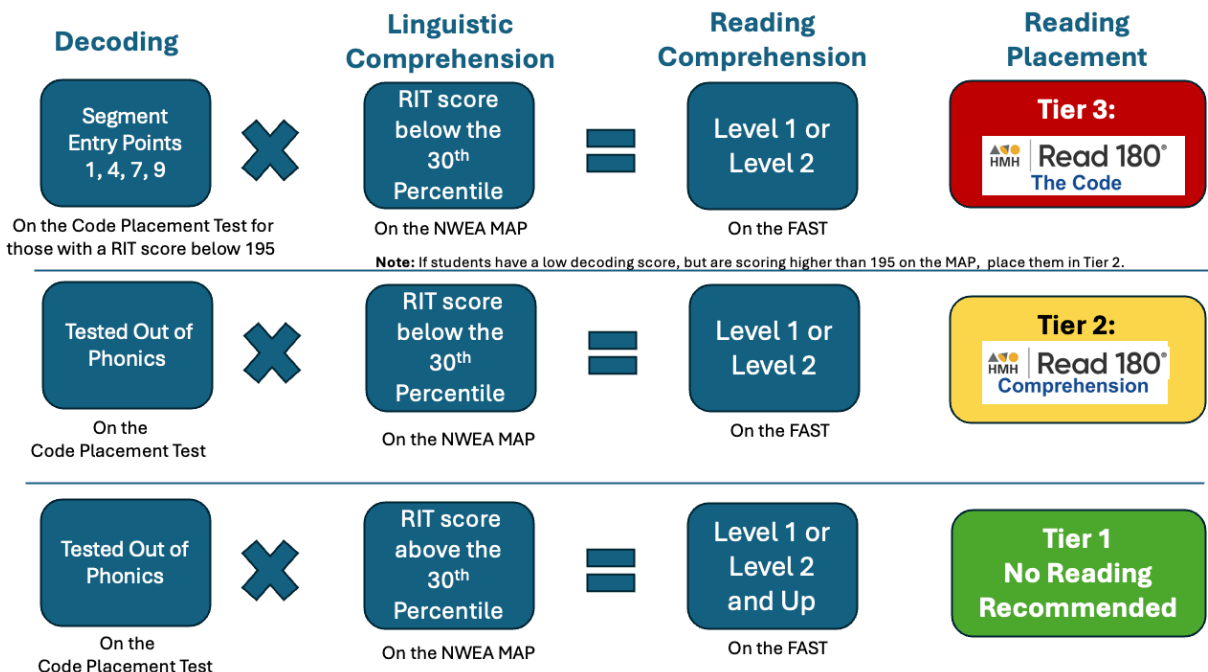 Decoding
Linguistic
Comprehension
Reading
Comprehension
Reading
Placement
Segment
Entry Points
1, 4, 7, 9
On the Code Placement Test for
those with a RIT score below 195
RIT score
below the
30th
Percentile
On the NWEA MAP
Level 1 or
Level 2
On the FAST
Tier 3:
HMH Read 180®
The Code
Note: If students have a low decoding score, but are scoring higher than 195 on the MAP, place them in Tier 2.
Tested Out of
Phonics
On the
Code Placement Test
RIT score
below the
30th
Percentile
On the NWEA MAP
Level 1 or
Level 2
On the FAST
Tier 2:
HMH Read 180®
Comprehension
Tested Out of
Phonics
On the
Code Placement Test
RIT score
above the
30th
Percentile
On the NWEA MAP
Level 1 or
Level 2
and Up
On the FAST
Tier 1
No Reading
Recommended